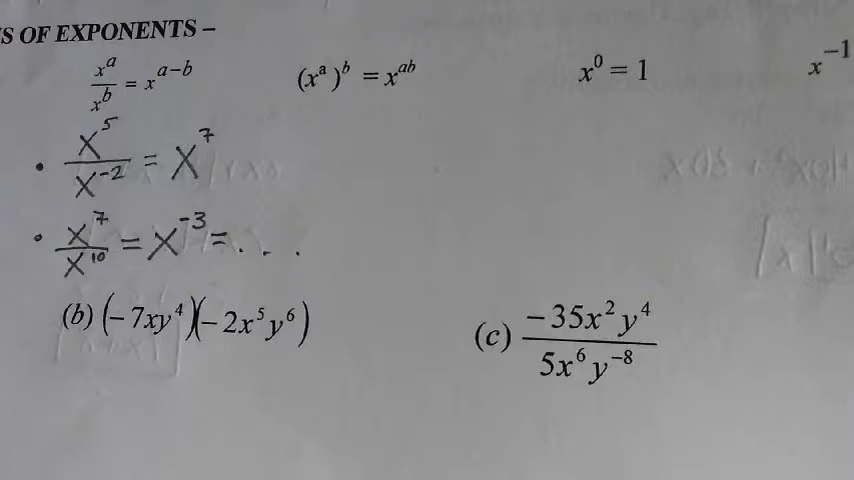 S OF EXPONENTS –
x^a / x^b = x^(a–b)   (x^a)^b = x^(ab)   x^0 = 1   x^(–1)
• x^5 / x^(–2) = x^7
• x^7 / x^10 = x^(–3) = . . .
(b) (–7xy^4)(–2x^5y^6)   (c) –35x^2y^4 / 5x^6y^(–8)